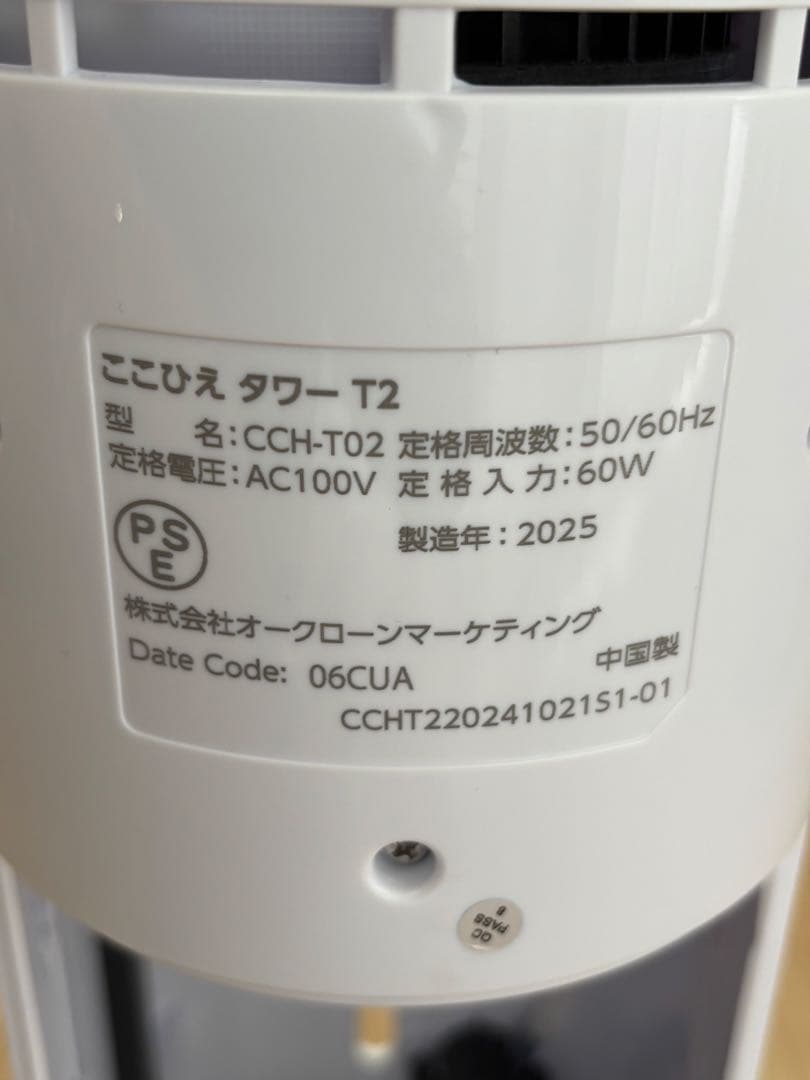 ここひえ タワー T2
型 名:CCH-T02 定格周波数:50/60Hz
定格電圧:AC100V 定格入力:60W
PSE
製造年:2025
株式会社オークローンマーケティング
Date Code: 06CUA 中国製
CCHT220241021S1-01
QC
PASS
8